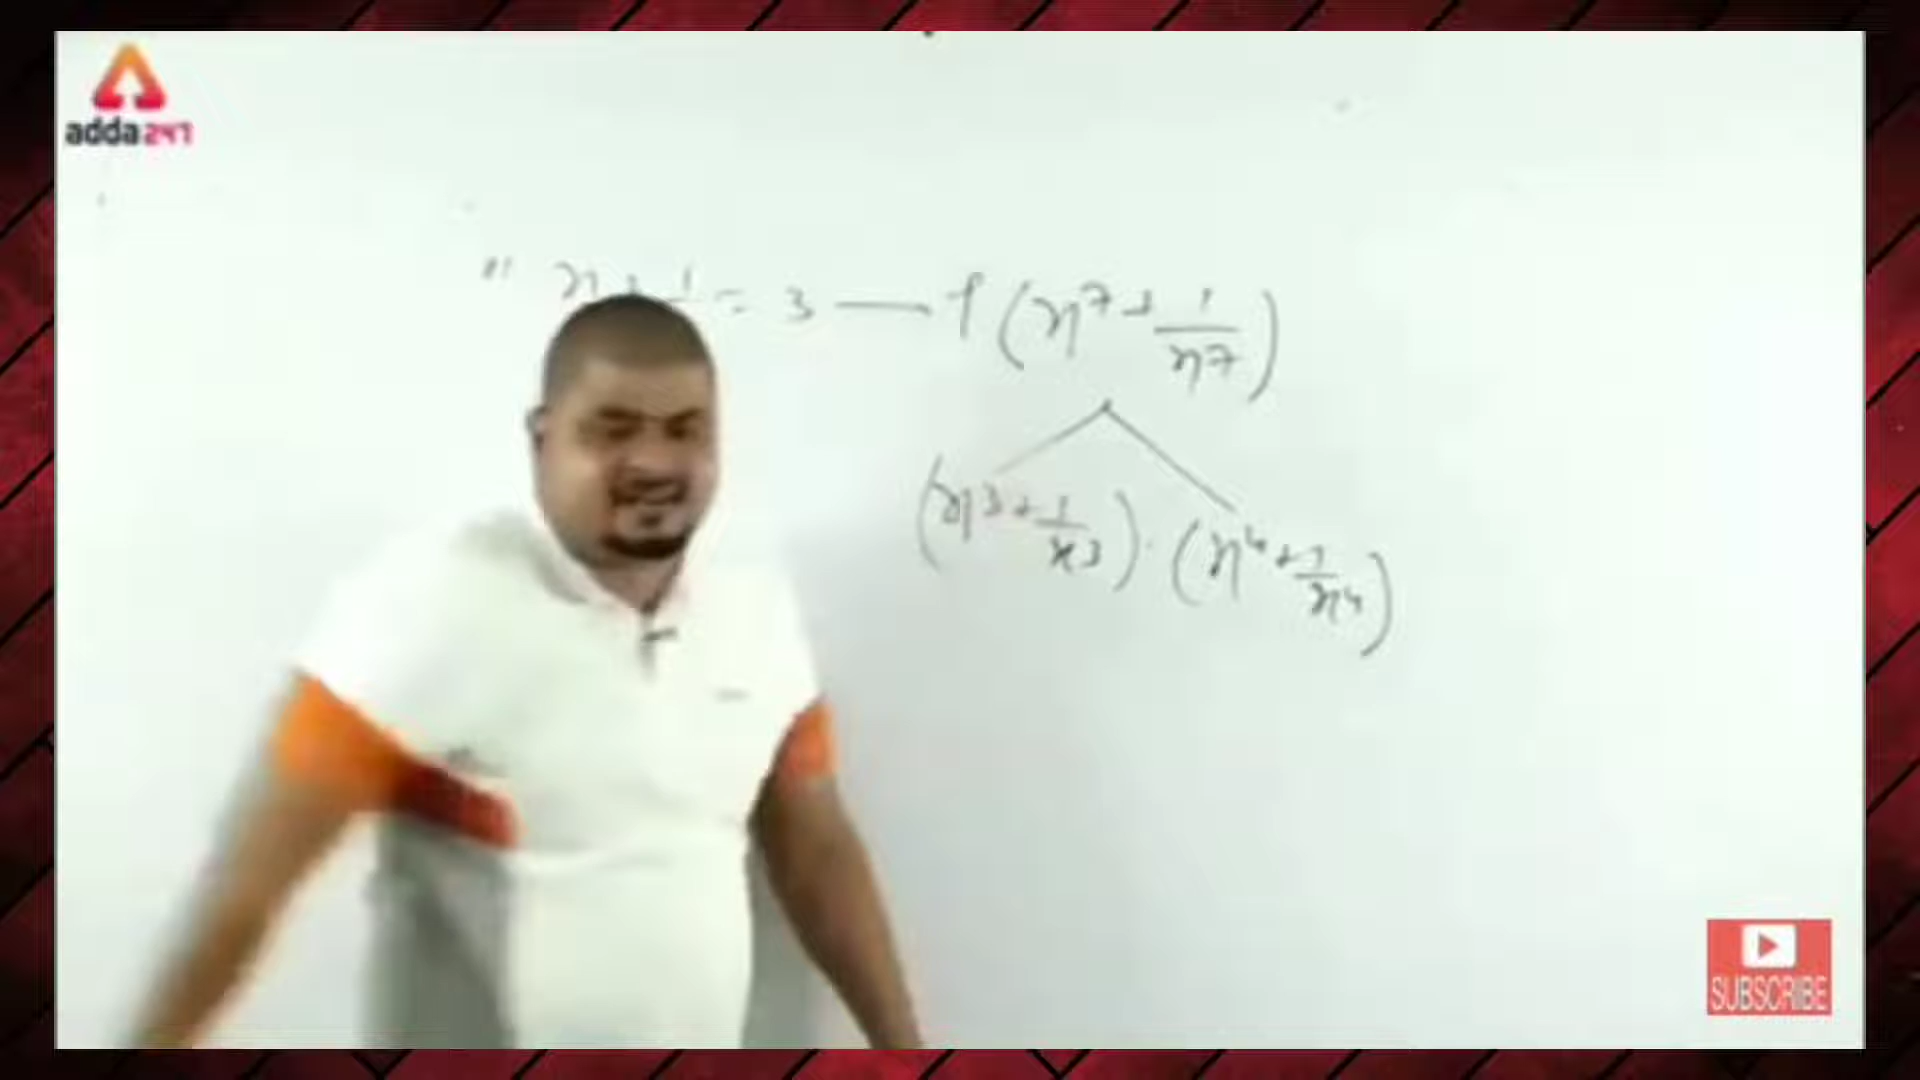 adda247
" x + 1 = 3 — f (x⁷ + 1/x⁷)
(x³ + 1/x³) · (x⁴ + 1/x⁴)
SUBSCRIBE